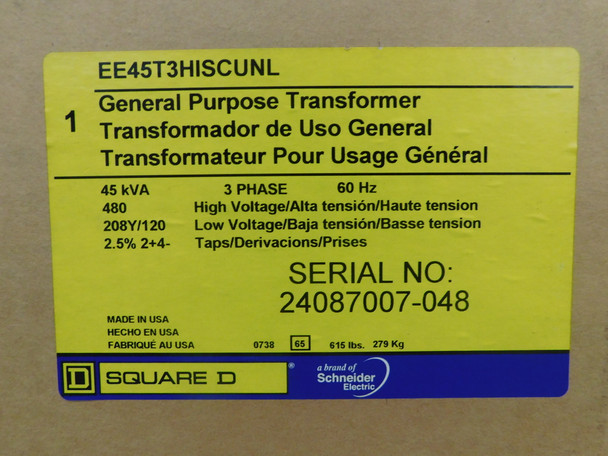 EE45T3HISCUNL
1
General Purpose Transformer
Transformador de Uso General
Transformateur Pour Usage Général
45 kVA 3 PHASE 60 Hz
480 High Voltage/Alta tensión/Haute tension
208Y/120 Low Voltage/Baja tensión/Basse tension
2.5% 2+4- Taps/Derivacions/Prises
SERIAL NO:
24087007-048
MADE IN USA
HECHO EN USA
FABRIQUÉ AU USA 0738 65 615 lbs. 279 Kg
D SQUARE D ®
a brand of
Schneider
Electric